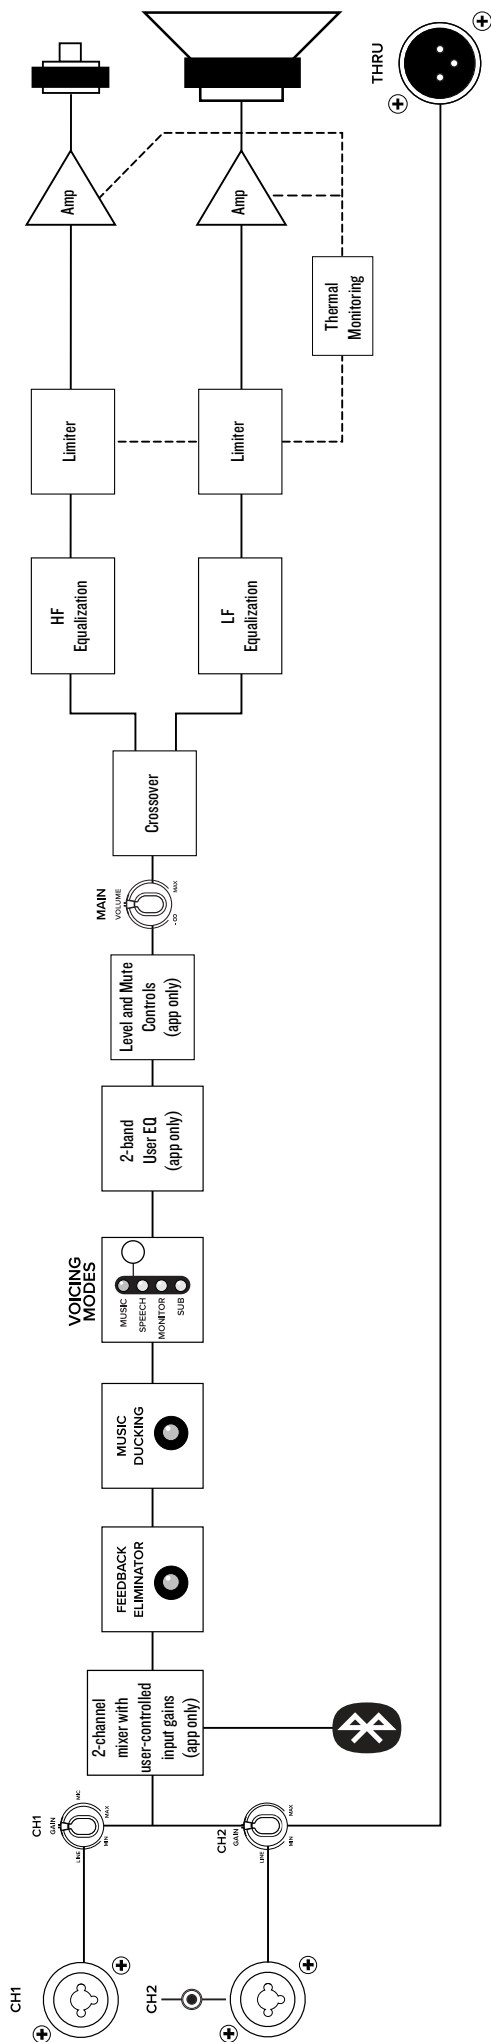 CH1
CH2
CH1
GAIN
LINE
MIC
MIN
MAX
CH2
GAIN
LINE
MIN
MAX
2-channel
mixer with
user-controlled
input gains
(app only)
FEEDBACK
ELIMINATOR
MUSIC
DUCKING
VOICING
MODES
MUSIC
SPEECH
MONITOR
SUB
2-band
User EQ
(app only)
Level and Mute
Controls
(app only)
MAIN
VOLUME
-∞
MAX
Crossover
HF
Equalization
LF
Equalization
Limiter
Limiter
Thermal
Monitoring
Amp
Amp
THRU